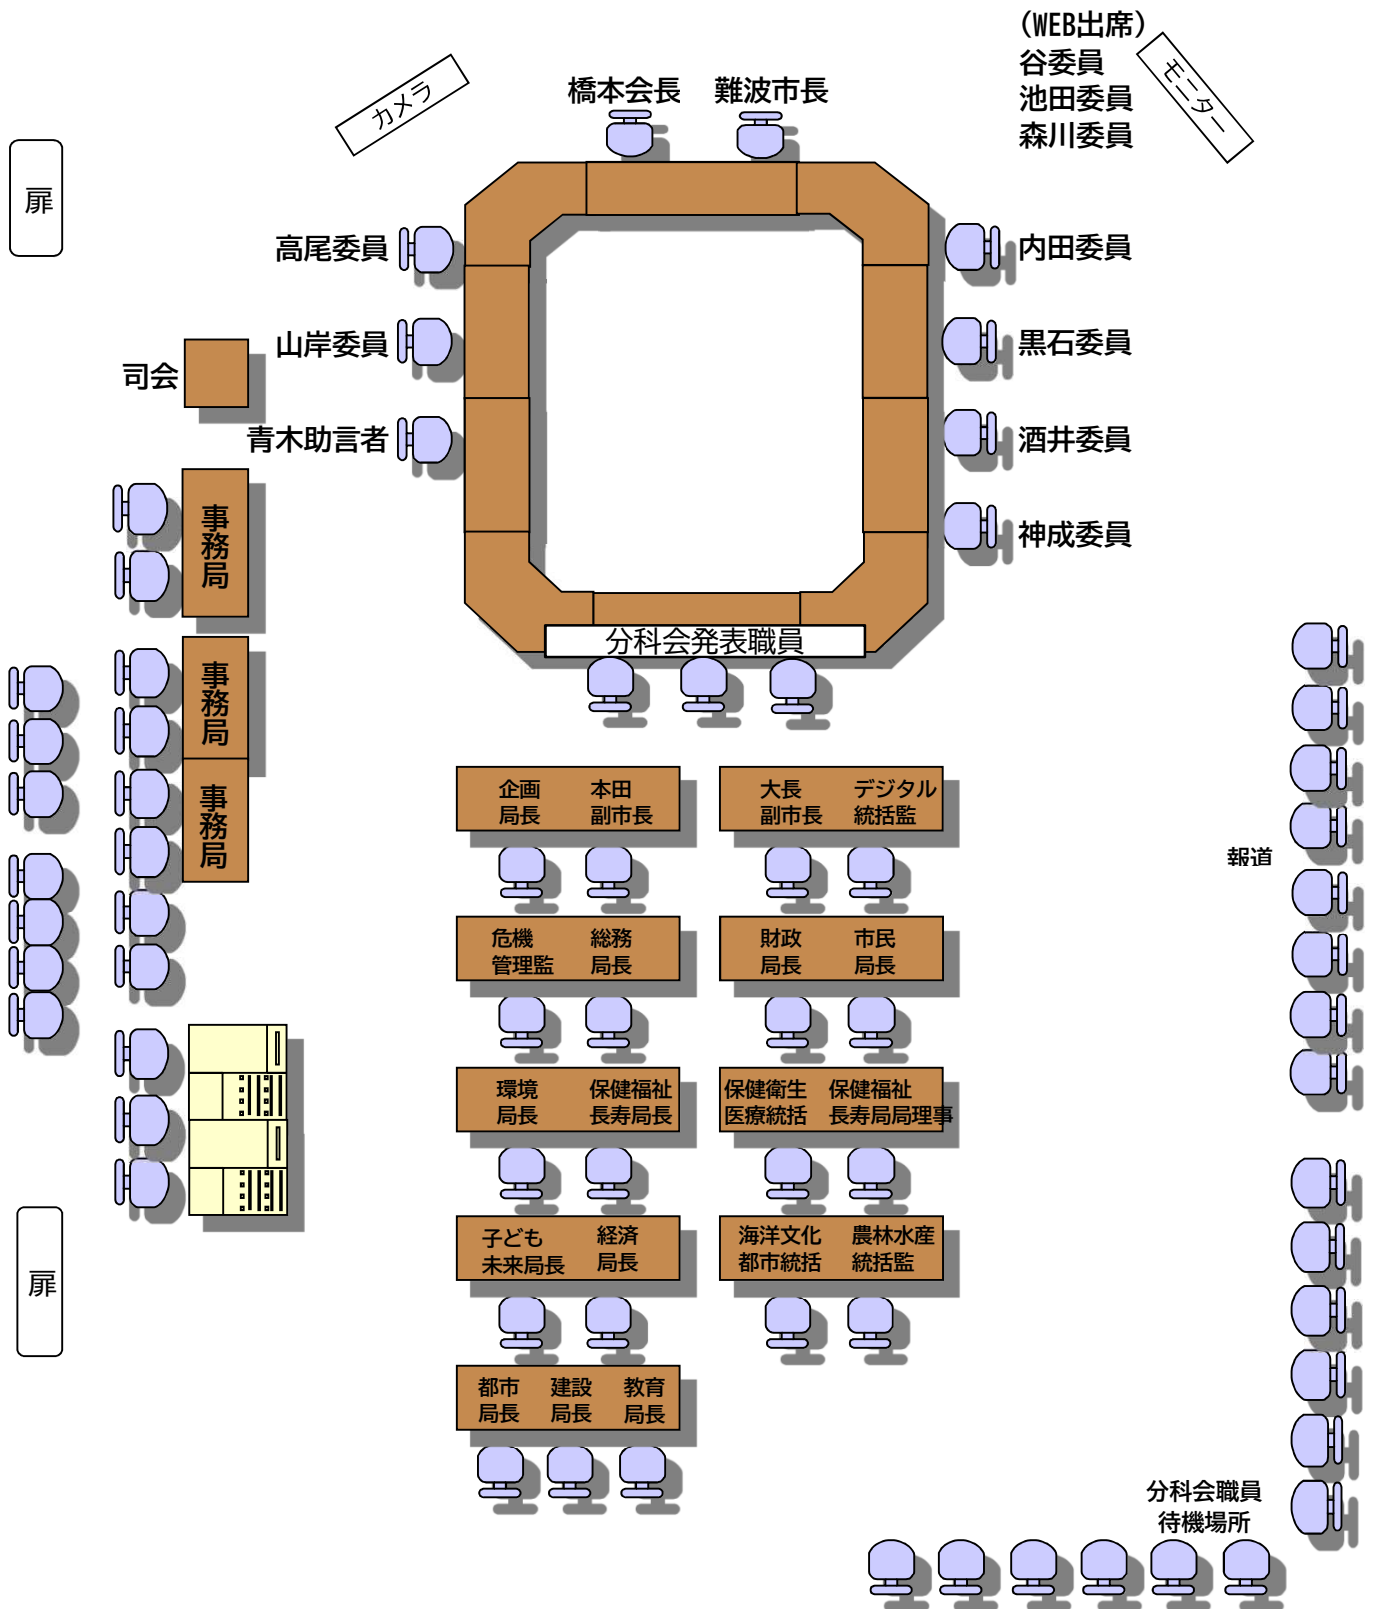 （WEB出席）
谷委員
池田委員
森川委員
モニター
カメラ
橋本会長
難波市長
扉
高尾委員
内田委員
山岸委員
黒石委員
司会
青木助言者
酒井委員
事務局
神成委員
分科会発表職員
事務局
事務局
企画
局長
本田
副市長
大長
副市長
デジタル
統括監
報道
危機
管理監
総務
局長
財政
局長
市民
局長
環境
局長
保健福祉
長寿局長
保健衛生
医療統括
保健福祉
長寿局局理事
子ども
未来局長
経済
局長
海洋文化
都市統括
農林水産
統括監
扉
都市
局長
建設
局長
教育
局長
分科会職員
待機場所